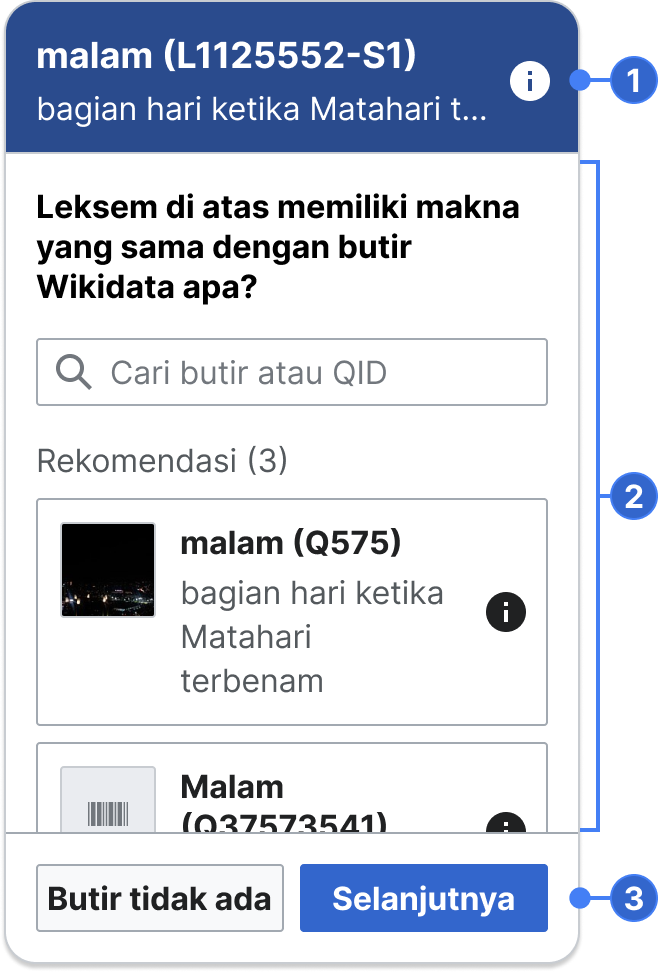 malam (L1125552-S1)
bagian hari ketika Matahari t...
1
Leksem di atas memiliki makna
yang sama dengan butir
Wikidata apa?
Cari butir atau QID
Rekomendasi (3)
2
malam (Q575)
bagian hari ketika
Matahari
terbenam
Malam
(Q37573541)
Butir tidak ada
Selanjutnya
3